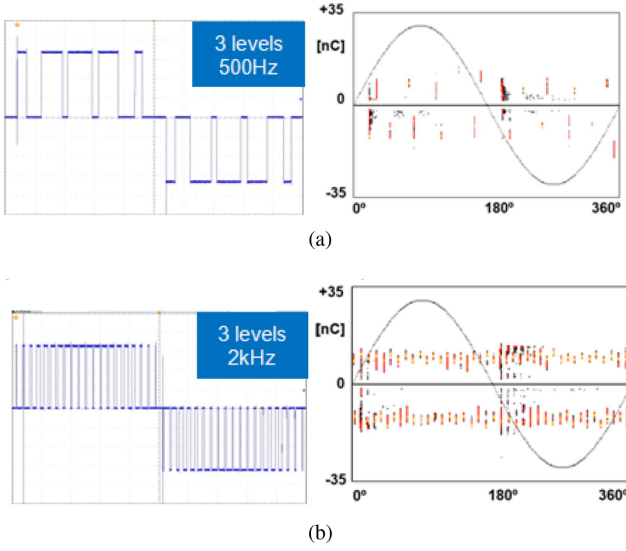 3 levels
500Hz
+35
[nC]
0
-35
0º
180º
360º
(a)
3 levels
2kHz
+35
[nC]
0
-35
0º
180º
360º
(b)